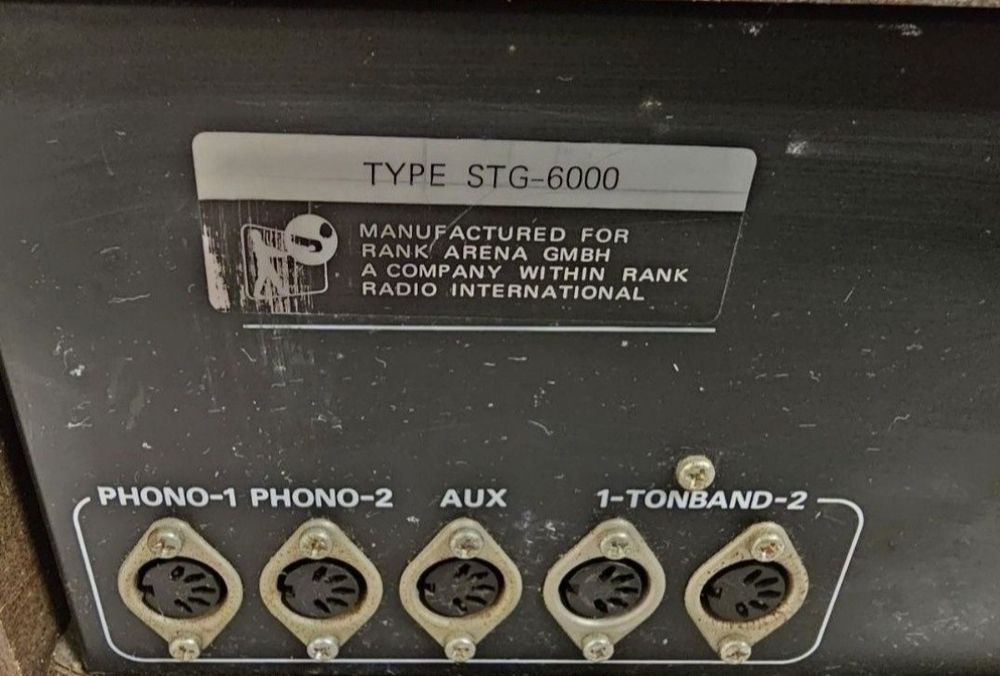 TYPE STG-6000
MANUFACTURED FOR
RANK ARENA GMBH
A COMPANY WITHIN RANK
RADIO INTERNATIONAL
PHONO-1 PHONO-2 AUX 1-TONBAND-2